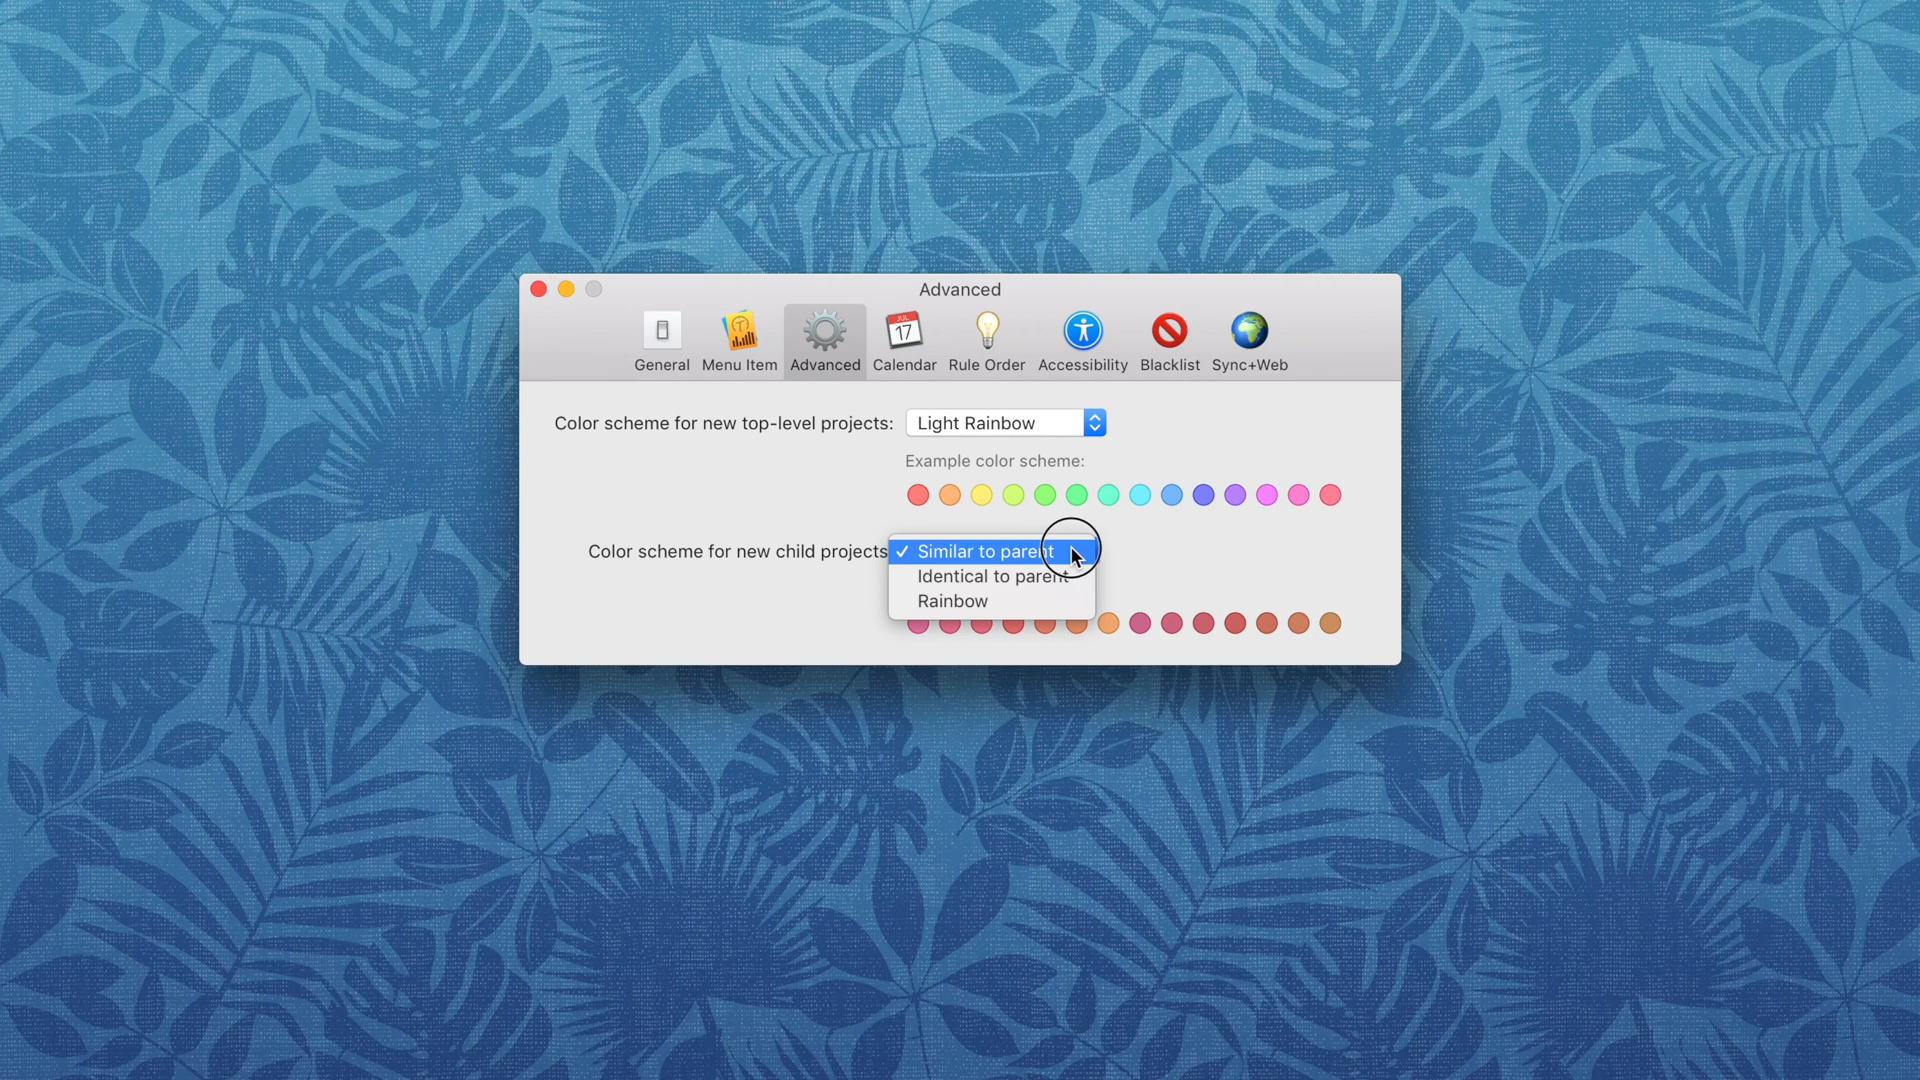 Advanced
General
Menu Item
Advanced
JUL
17
Calendar
Rule Order
Accessibility
Blacklist
Sync+Web
Color scheme for new top-level projects: Light Rainbow
Example color scheme:
Color scheme for new child projects ✓ Similar to parent
Identical to parent
Rainbow